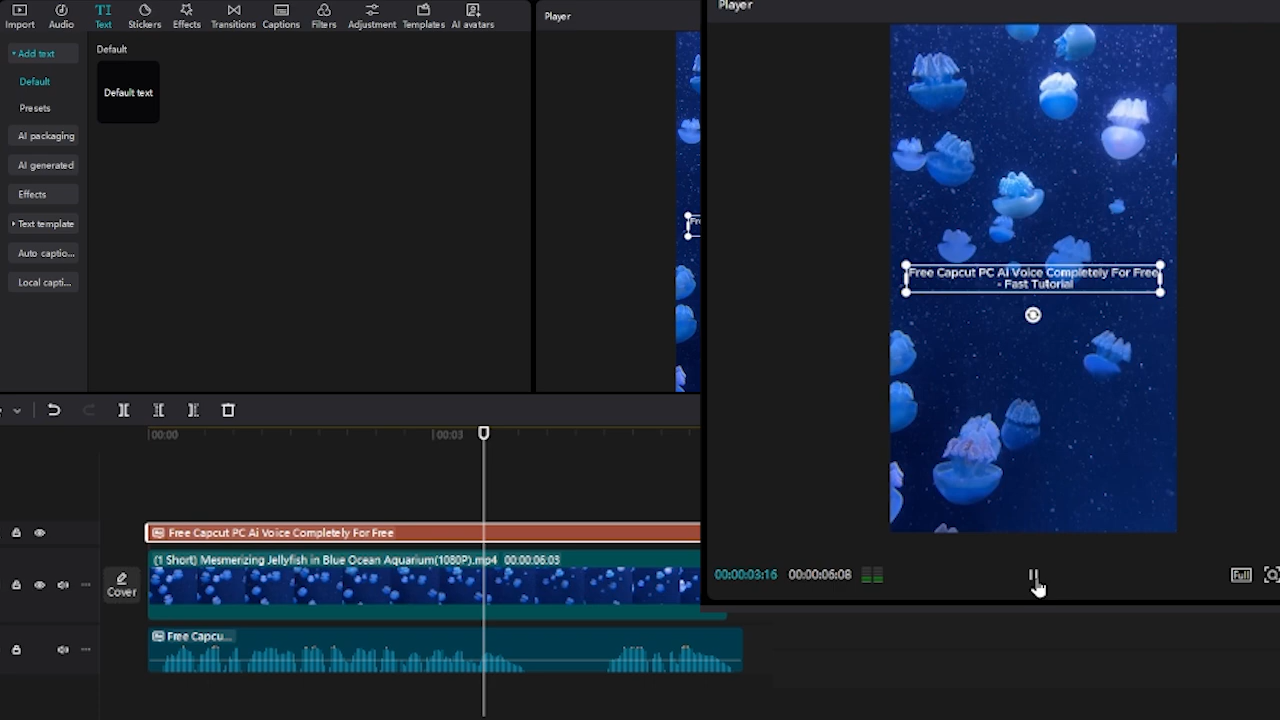 Import Audio Text Stickers Effects Transitions Captions Filters Adjustment Templates AI avatars
Add text
Default
Presets
AI packaging
AI generated
Effects
Text template
Auto captio...
Local capti...
Default
Default text
Player
Player
Free Capcut PC Ai Voice Completely For Free
- Fast Tutorial
00:00:03:16 00:00:06:08
Full
00:00 00:03
Free Capcut PC Ai Voice Completely For Free
(1 Short) Mesmerizing Jellyfish in Blue Ocean Aquarium(1080P).mp4 00:00:06:03
Cover
Free Capcu...